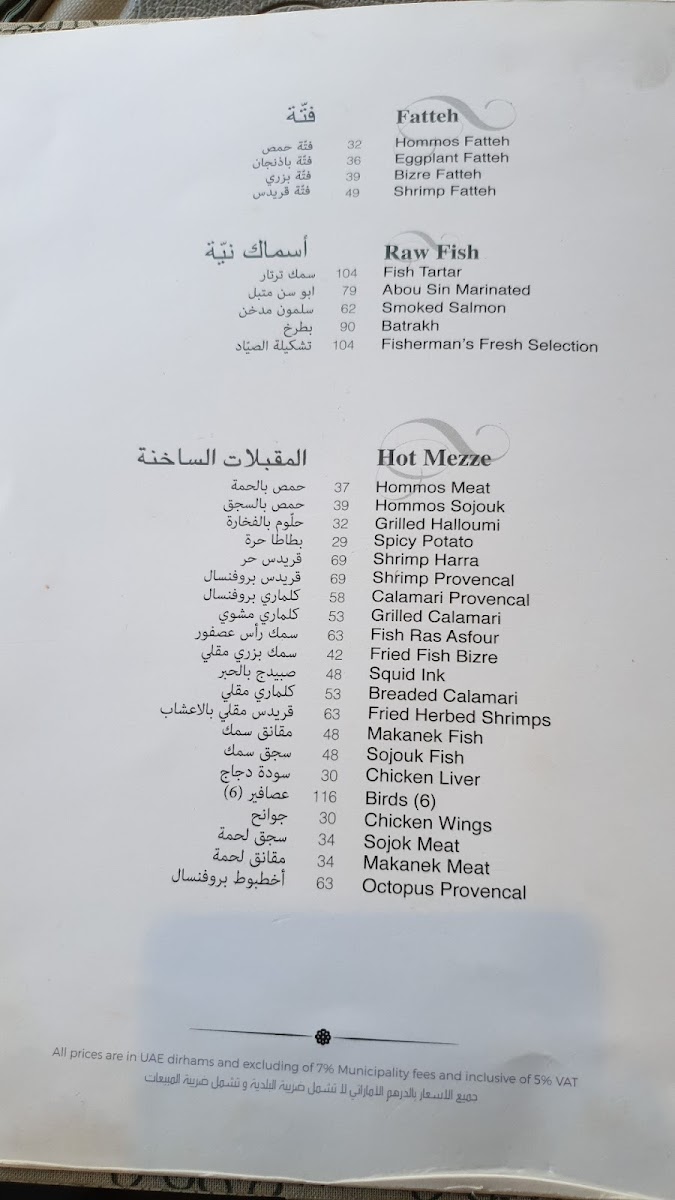 فتّة Fatteh
فتّة حمص 32 Hommos Fatteh
فتّة باذنجان 36 Eggplant Fatteh
فتّة بزري 39 Bizre Fatteh
فتّة قريدس 49 Shrimp Fatteh
أسماك نيّة Raw Fish
سمك ترتار 104 Fish Tartar
ابو سن متبل 79 Abou Sin Marinated
سلمون مدخن 62 Smoked Salmon
بطرخ 90 Batrakh
تشكيلة الصيّاد 104 Fisherman's Fresh Selection
المقبلات الساخنة Hot Mezze
حمص بالحمة 37 Hommos Meat
حمص بالسجق 39 Hommos Sojouk
حلّوم بالفخارة 32 Grilled Halloumi
بطاطا حرة 29 Spicy Potato
قريدس حر 69 Shrimp Harra
قريدس بروفنسال 69 Shrimp Provencal
كلماري بروفنسال 58 Calamari Provencal
كلماري مشوي 53 Grilled Calamari
سمك رأس عصفور 63 Fish Ras Asfour
سمك بزري مقلي 42 Fried Fish Bizre
صبيدج بالحبر 48 Squid Ink
كلماري مقلي 53 Breaded Calamari
قريدس مقلي بالاعشاب 63 Fried Herbed Shrimps
مقانق سمك 48 Makanek Fish
سجق سمك 48 Sojouk Fish
سودة دجاج 30 Chicken Liver
عصافير (6) 116 Birds (6)
جوانح 30 Chicken Wings
سجق لحمة 34 Sojok Meat
مقانق لحمة 34 Makanek Meat
أخطبوط بروفنسال 63 Octopus Provencal
All prices are in UAE dirhams and excluding of 7% Municipality fees and inclusive of 5% VAT
جميع الاسعار بالدرهم الاماراتي لا تشمل ضريبة البلدية و تشمل ضريبة المبيعات